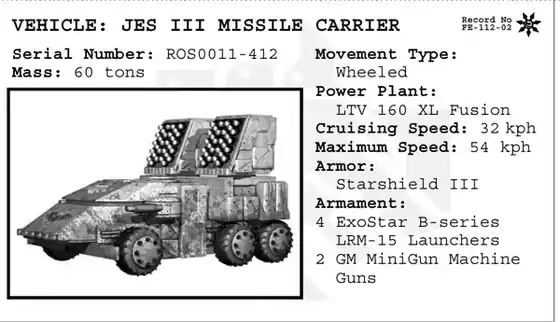 VEHICLE: JES III MISSILE CARRIER
Record No
FE-112-02
Serial Number: ROS0011-412
Mass: 60 tons
Movement Type:
Wheeled
Power Plant:
LTV 160 XL Fusion
Cruising Speed: 32 kph
Maximum Speed: 54 kph
Armor:
Starshield III
Armament:
4 ExoStar B-series
LRM-15 Launchers
2 GM MiniGun Machine
Guns